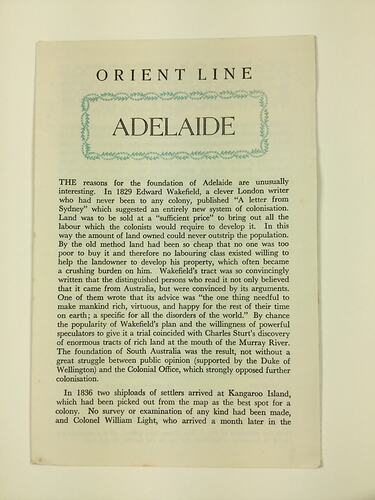 ORIENT LINE
ADELAIDE
THE reasons for the foundation of Adelaide are unusually
interesting. In 1829 Edward Wakefield, a clever London writer
who had never been to any colony, published "A letter from
Sydney" which suggested an entirely new system of colonisation.
Land was to be sold at a "sufficient price" to bring out all the
labour which the colonists would require to develop it. In this
way the amount of land owned could never outstrip the population.
By the old method land had been so cheap that no one was too
poor to buy it and therefore no labouring class existed willing to
help the landowner to develop his property, which often became
a crushing burden on him. Wakefield's tract was so convincingly
written that the distinguished persons who read it not only believed
that it came from Australia, but were convinced by its arguments.
One of them wrote that its advice was "the one thing needful to
make mankind rich, virtuous, and happy for the rest of their time
on earth; a specific for all the disorders of the world." By chance
the popularity of Wakefield's plan and the willingness of powerful
speculators to give it a trial coincided with Charles Sturt's discovery
of enormous tracts of rich land at the mouth of the Murray River.
The foundation of South Australia was the result, not without a
great struggle between public opinion (supported by the Duke of
Wellington) and the Colonial Office, which strongly opposed further
colonisation.
In 1836 two shiploads of settlers arrived at Kangaroo Island,
which had been picked out from the map as the best spot for a
colony. No survey or examination of any kind had been made,
and Colonel William Light, who arrived a month later in the